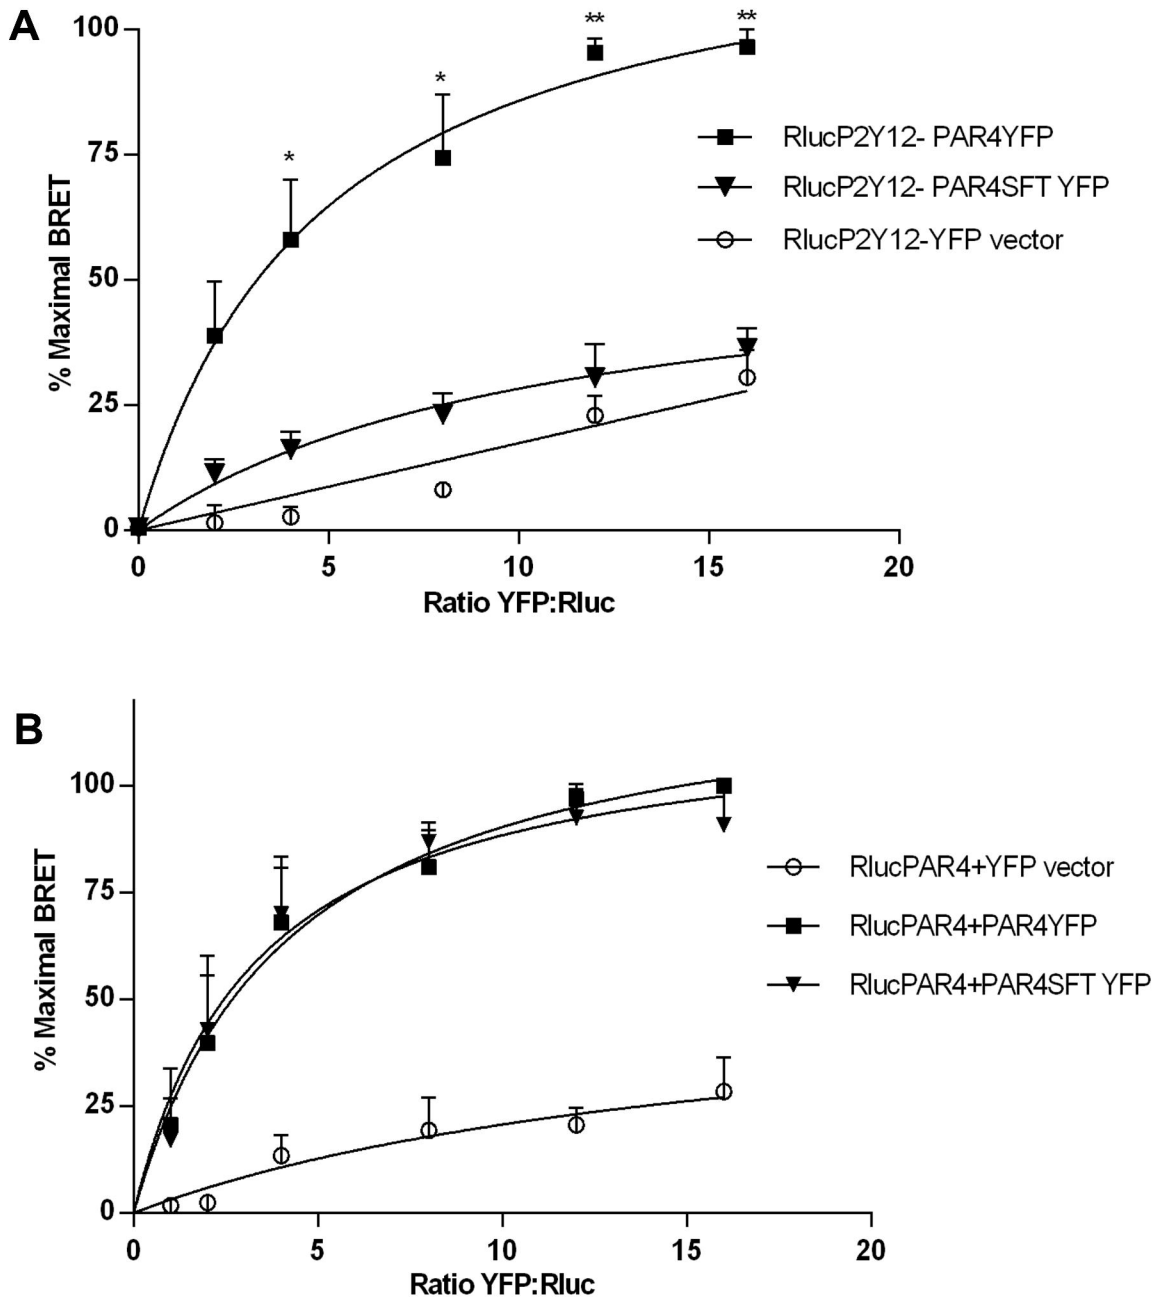 A
100
75
50
25
0
% Maximal BRET
*
*
**
**
RlucP2Y12- PAR4YFP
RlucP2Y12- PAR4SFT YFP
RlucP2Y12-YFP vector
0 5 10 15 20
Ratio YFP:Rluc
B
100
75
50
25
0
% Maximal BRET
RlucPAR4+YFP vector
RlucPAR4+PAR4YFP
RlucPAR4+PAR4SFT YFP
0 5 10 15 20
Ratio YFP:Rluc